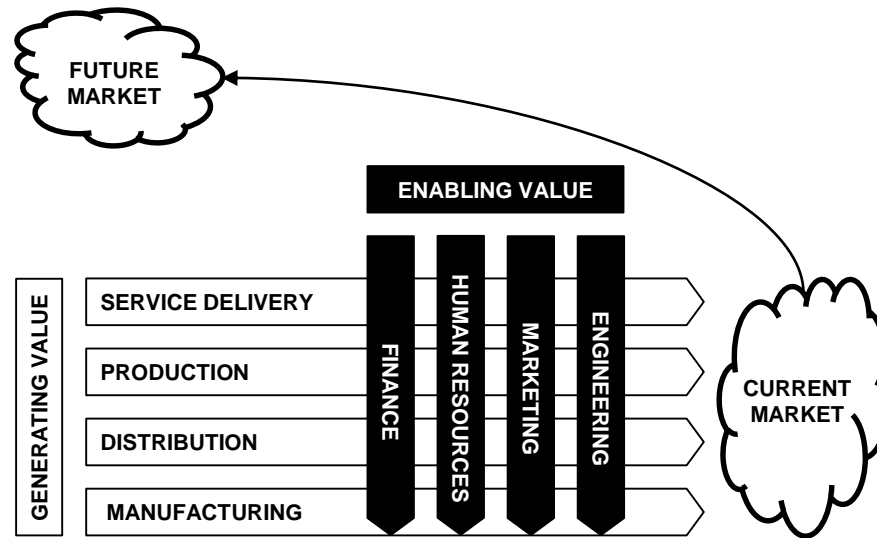 FUTURE
MARKET
ENABLING VALUE
GENERATING VALUE
SERVICE DELIVERY
PRODUCTION
DISTRIBUTION
MANUFACTURING
FINANCE
HUMAN RESOURCES
MARKETING
ENGINEERING
CURRENT
MARKET